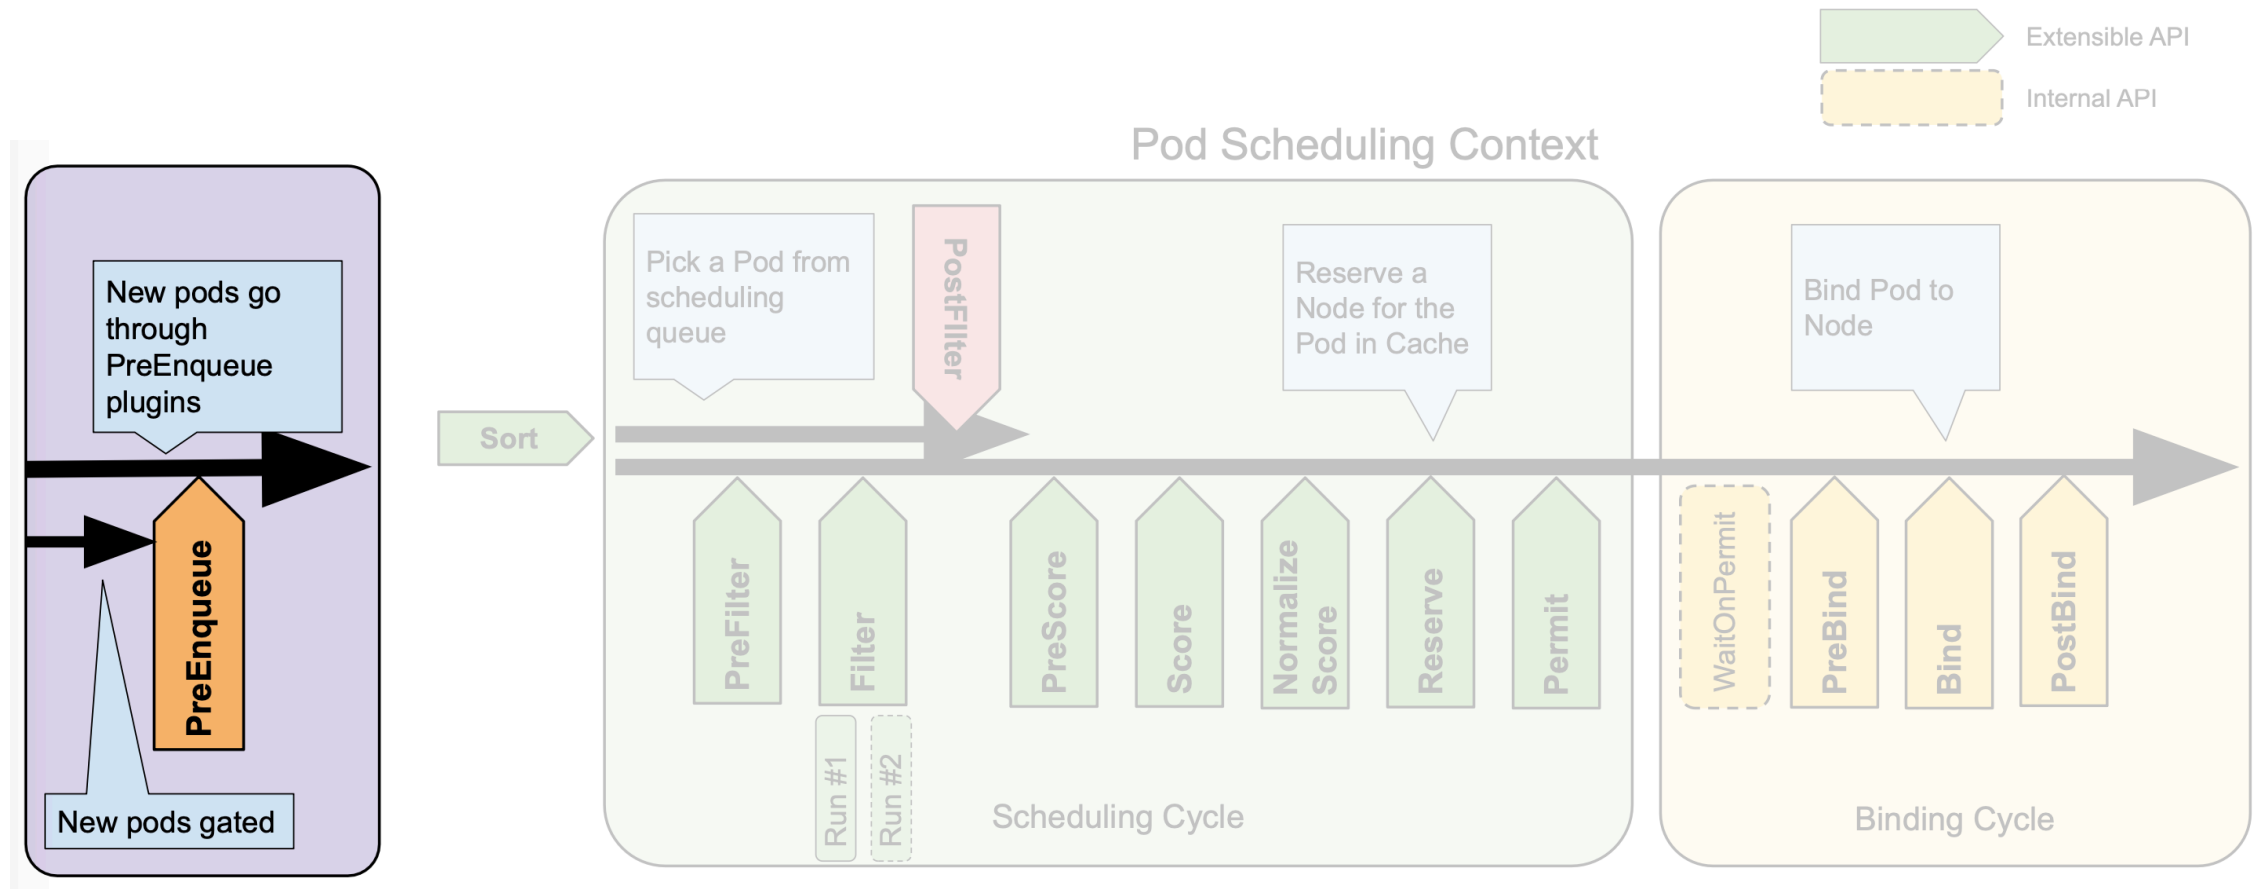 Extensible API
Internal API
Pod Scheduling Context
New pods go
through
PreEnqueue
plugins
PreEnqueue
New pods gated
Sort
Pick a Pod from
scheduling
queue
PostFilter
Reserve a
Node for the
Pod in Cache
Bind Pod to
Node
PreFilter
Filter
PreScore
Score
Normalize
Score
Reserve
Permit
WaitOnPermit
PreBind
Bind
PostBind
Run #1
Run #2
Scheduling Cycle
Binding Cycle